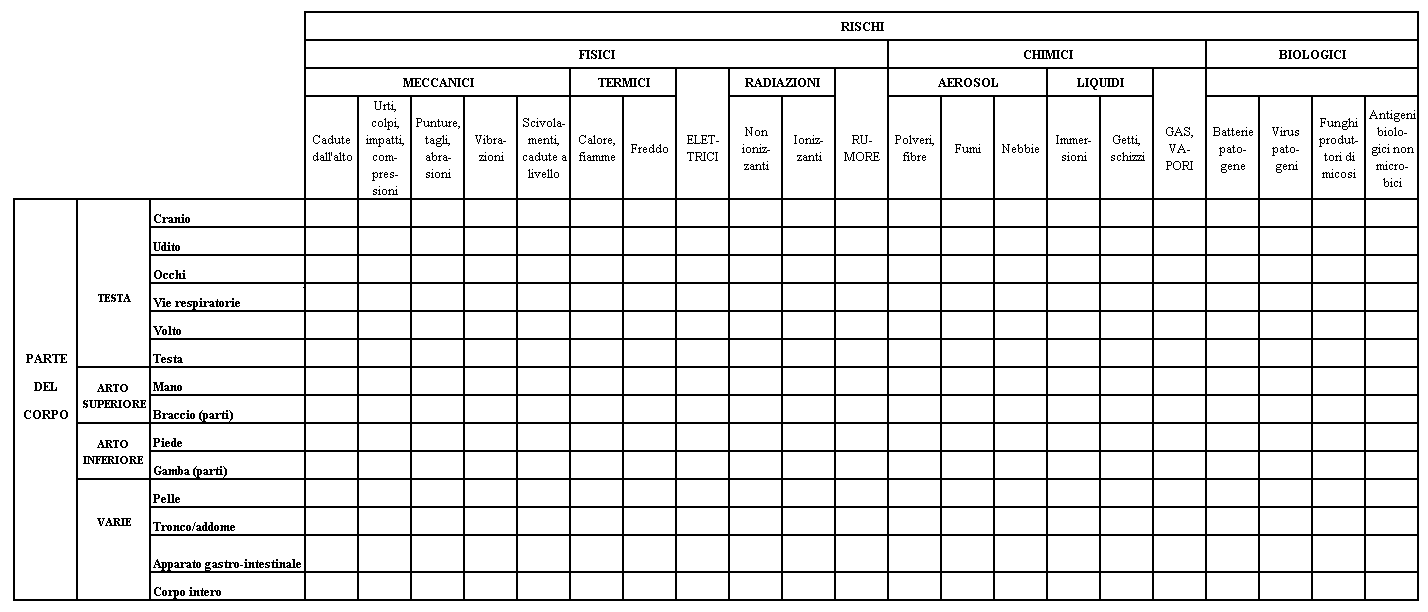 RISCHI
FISICI
CHIMICI
BIOLOGICI
MECCANICI
TERMICI
RADIAZIONI
AEROSOL
LIQUIDI
Cadute
dall'alto
Urti,
colpi,
impatti,
com-
pres-
sioni
Punture,
tagli,
abra-
sioni
Vibra-
zioni
Scivola-
menti,
cadute a
livello
Calore,
fiamme
Freddo
ELET-
TRICI
Non
ioniz-
zanti
Ioniz-
zanti
RU-
MORE
Polveri,
fibre
Fumi
Nebbie
Immer-
sioni
Getti,
schizzi
GAS,
VA-
PORI
Batterie
pato-
gene
Virus
pato-
geni
Funghi
produt-
tori di
micosi
Antigeni
biolo-
gici non
micro-
bici
PARTE
DEL
CORPO
TESTA
Cranio
Udito
Occhi
Vie respiratorie
Volto
Testa
ARTO
SUPERIORE
Mano
Braccio (parti)
ARTO
INFERIORE
Piede
Gamba (parti)
VARIE
Pelle
Tronco/addome
Apparato gastro-intestinale
Corpo intero